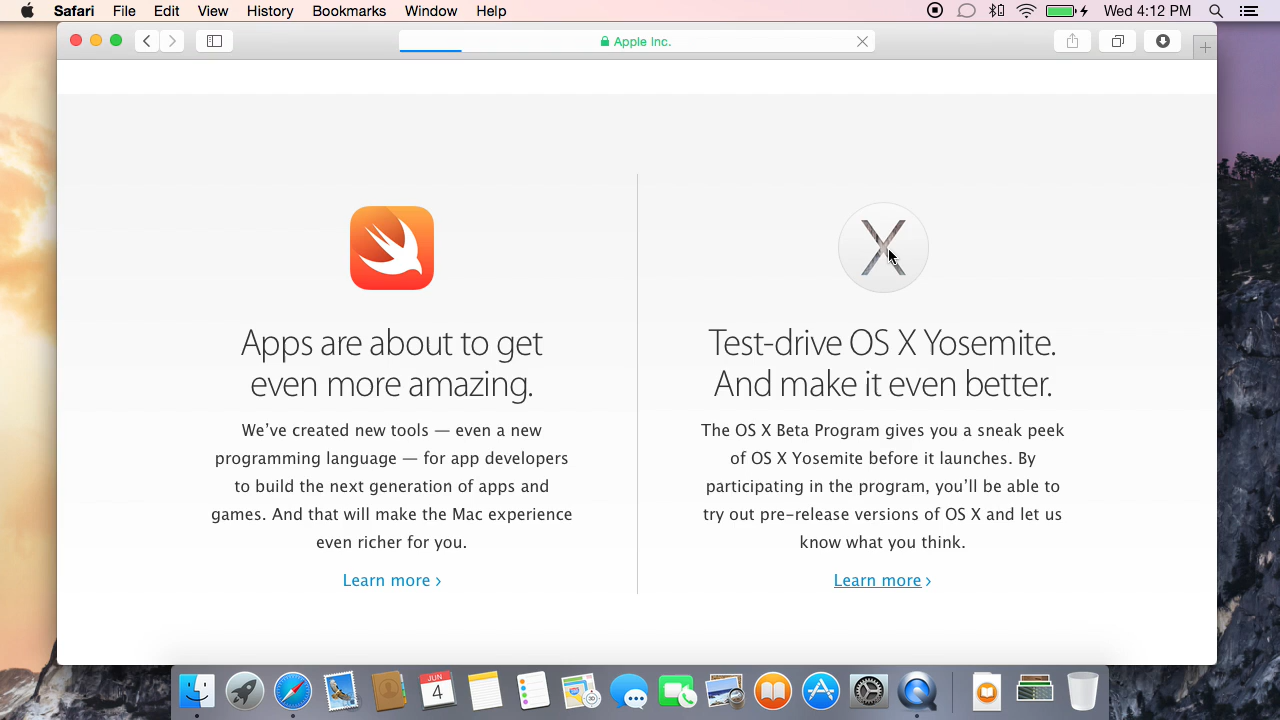 Safari File Edit View History Bookmarks Window Help Wed 4:12 PM
Apple Inc.
Apps are about to get
even more amazing.
We've created new tools — even a new
programming language — for app developers
to build the next generation of apps and
games. And that will make the Mac experience
even richer for you.
Learn more ›
X
Test-drive OS X Yosemite.
And make it even better.
The OS X Beta Program gives you a sneak peek
of OS X Yosemite before it launches. By
participating in the program, you'll be able to
try out pre-release versions of OS X and let us
know what you think.
Learn more ›
JUN
4